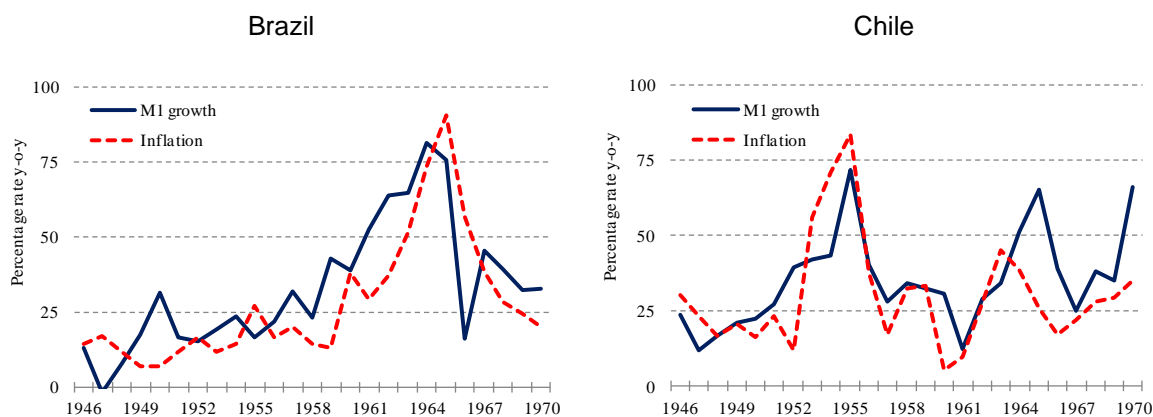 Brazil
100
M1 growth
Inflation
75
50
25
0
Percentage rate y-o-y
1946 1949 1952 1955 1958 1961 1964 1967 1970
Chile
100
M1 growth
Inflation
75
50
25
0
Percentage rate y-o-y
1946 1949 1952 1955 1958 1961 1964 1967 1970